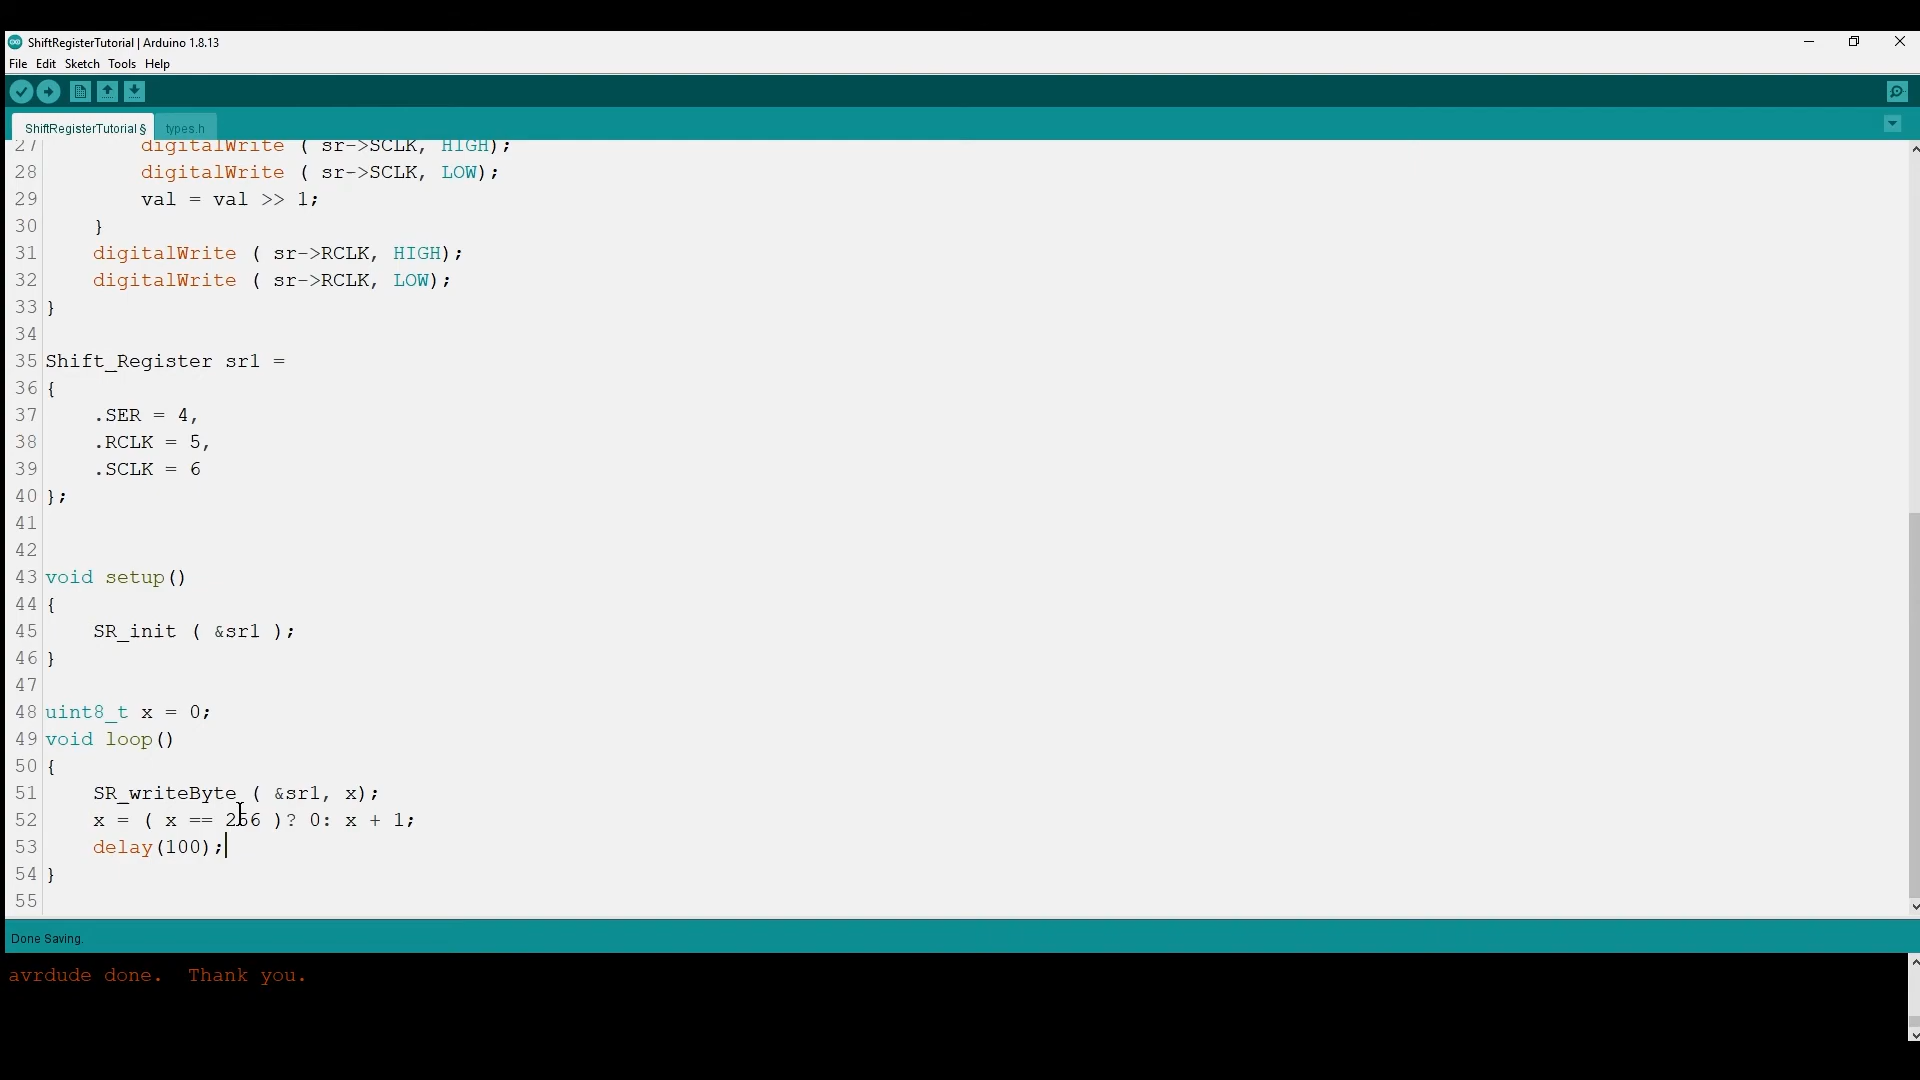 ShiftRegisterTutorial | Arduino 1.8.13
File Edit Sketch Tools Help
ShiftRegisterTutorial § types.h
27 digitalWrite ( sr->SCLK, HIGH);
28 digitalWrite ( sr->SCLK, LOW);
29 val = val >> 1;
30 }
31 digitalWrite ( sr->RCLK, HIGH);
32 digitalWrite ( sr->RCLK, LOW);
33 }
34
35 Shift_Register sr1 =
36 {
37 .SER = 4,
38 .RCLK = 5,
39 .SCLK = 6
40 };
41
42
43 void setup()
44 {
45 SR_init ( &sr1 );
46 }
47
48 uint8_t x = 0;
49 void loop()
50 {
51 SR_writeByte ( &sr1, x);
52 x = ( x == 256 )? 0: x + 1;
53 delay(100);
54 }
55
Done Saving.
avrdude done. Thank you.